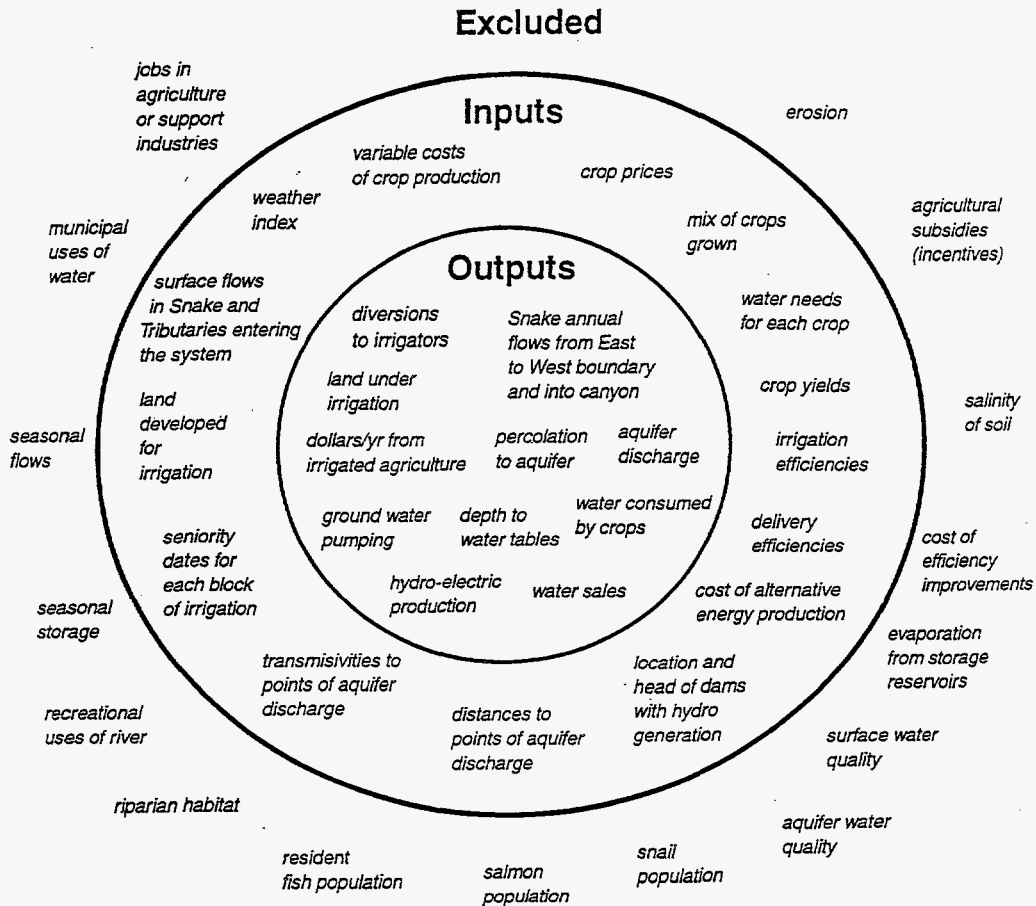 Excluded
jobs in
agriculture
or support
industries
erosion
Inputs
variable costs
of crop production
crop prices
weather
index
mix of crops
grown
agricultural
subsidies
(incentives)
municipal
uses of
water
surface flows
in Snake and
Tributaries entering
the system
Outputs
diversions
to irrigators
Snake annual
flows from East
to West boundary
and into canyon
water needs
for each crop
land under
irrigation
crop yields
land
developed
for
irrigation
salinity
of soil
seasonal
flows
dollars/yr from
irrigated agriculture
percolation
to aquifer
aquifer
discharge
irrigation
efficiencies
ground water
pumping
depth to
water tables
water consumed
by crops
delivery
efficiencies
seniority
dates for
each block
of irrigation
cost of
efficiency
improvements
hydro-electric
production
water sales
cost of alternative
energy production
seasonal
storage
evaporation
from storage
reservoirs
transmisivities to
points of aquifer
discharge
location and
head of dams
with hydro
generation
distances to
points of aquifer
discharge
recreational
uses of river
surface water
quality
riparian habitat
aquifer water
quality
resident
fish population
salmon
population
snail
population